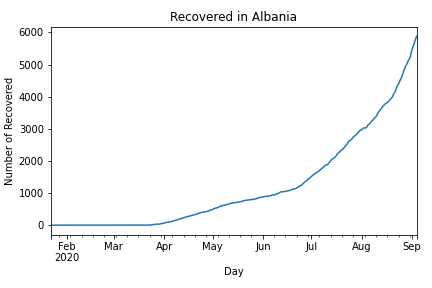 Recovered in Albania
Number of Recovered
6000
5000
4000
3000
2000
1000
0
Feb Mar Apr May Jun Jul Aug Sep
2020
Day